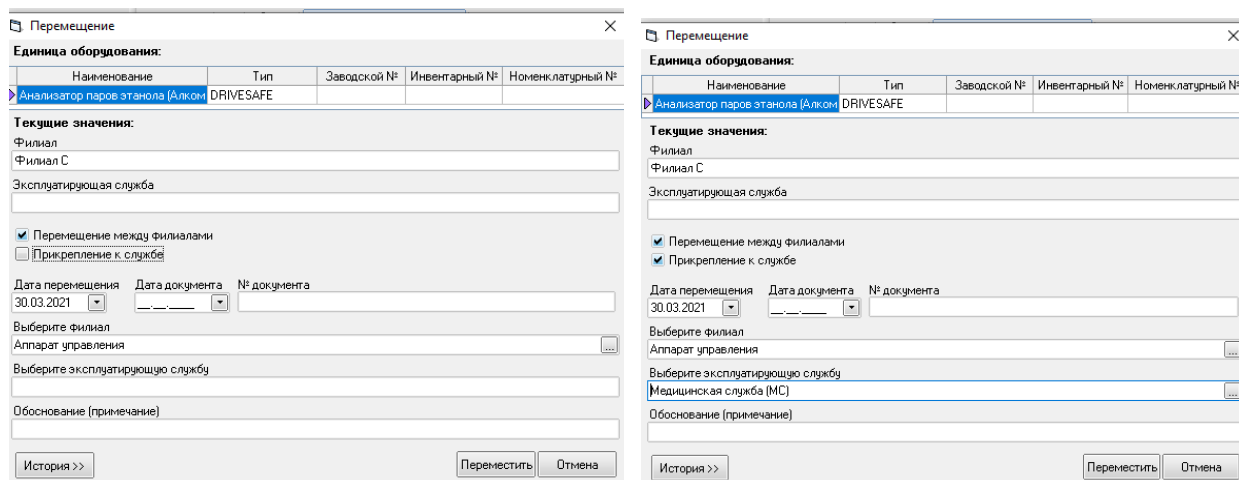 Перемещение
Единица оборудования:
Наименование Тип Заводской № Инвентарный № Номенклатурный №
Анализатор паров этанола (Алком DRIVESAFE
Текущие значения:
Филиал
Филиал С
Эксплуатирующая служба
Перемещение между филиалами
Прикрепление к службе
Дата перемещения Дата документа № документа
30.03.2021 __.__.____
Выберите филиал
Аппарат управления ...
Выберите эксплуатирующую службу
Обоснование (примечание)
История >> Переместить Отмена
Перемещение
Единица оборудования:
Наименование Тип Заводской № Инвентарный № Номенклатурный №
Анализатор паров этанола (Алком DRIVESAFE
Текущие значения:
Филиал
Филиал С
Эксплуатирующая служба
Перемещение между филиалами
Прикрепление к службе
Дата перемещения Дата документа № документа
30.03.2021 __.__.____
Выберите филиал
Аппарат управления ...
Выберите эксплуатирующую службу
Медицинская служба (МС) ...
Обоснование (примечание)
История >> Переместить Отмена